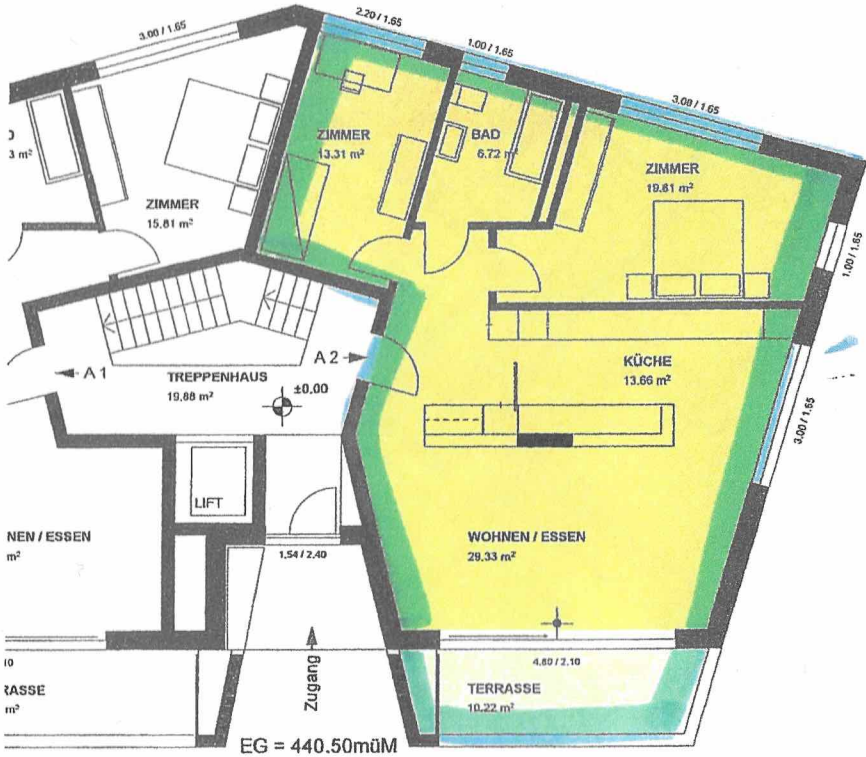 2.20 / 1.65
3.00 / 1.65
1.00 / 1.65
3.00 / 1.65
ZIMMER
13.31 m²
BAD
6.72 m²
3 m²
ZIMMER
19.61 m²
ZIMMER
15.81 m²
1.00 / 1.65
A 1
A 2
TREPPENHAUS
19.88 m²
±0.00
KÜCHE
13.66 m²
3.00 / 1.65
LIFT
NEN / ESSEN
m²
WOHNEN / ESSEN
29.33 m²
1.54 / 2.40
Zugang
4.80 / 2.10
10
RASSE
m²
TERRASSE
10.22 m²
EG = 440.50müM